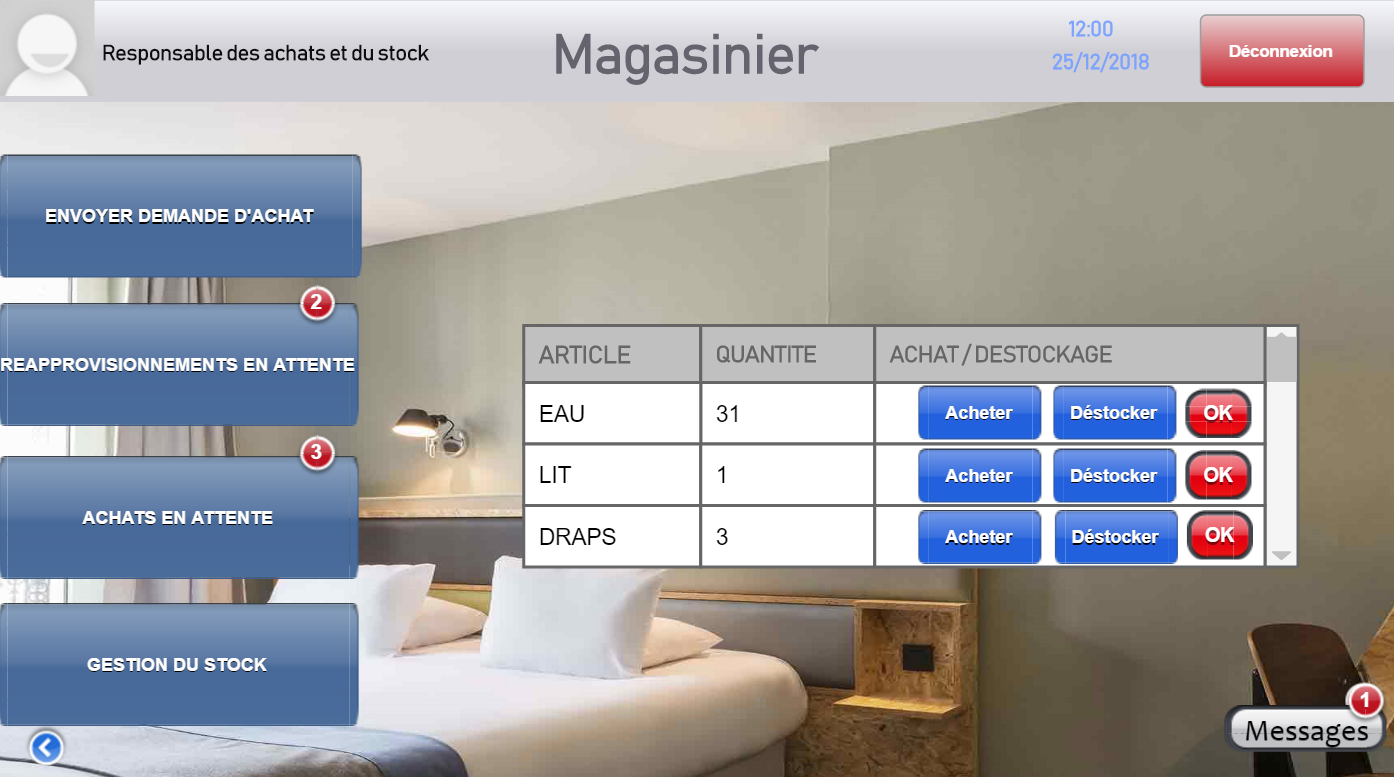 Responsable des achats et du stock
Magasinier
12:00
25/12/2018
Déconnexion
ENVOYER DEMANDE D'ACHAT
2
REAPPROVISIONNEMENTS EN ATTENTE
3
ACHATS EN ATTENTE
GESTION DU STOCK
ARTICLE QUANTITE ACHAT / DESTOCKAGE
EAU 31 Acheter Déstocker OK
LIT 1 Acheter Déstocker OK
DRAPS 3 Acheter Déstocker OK
1
Messages